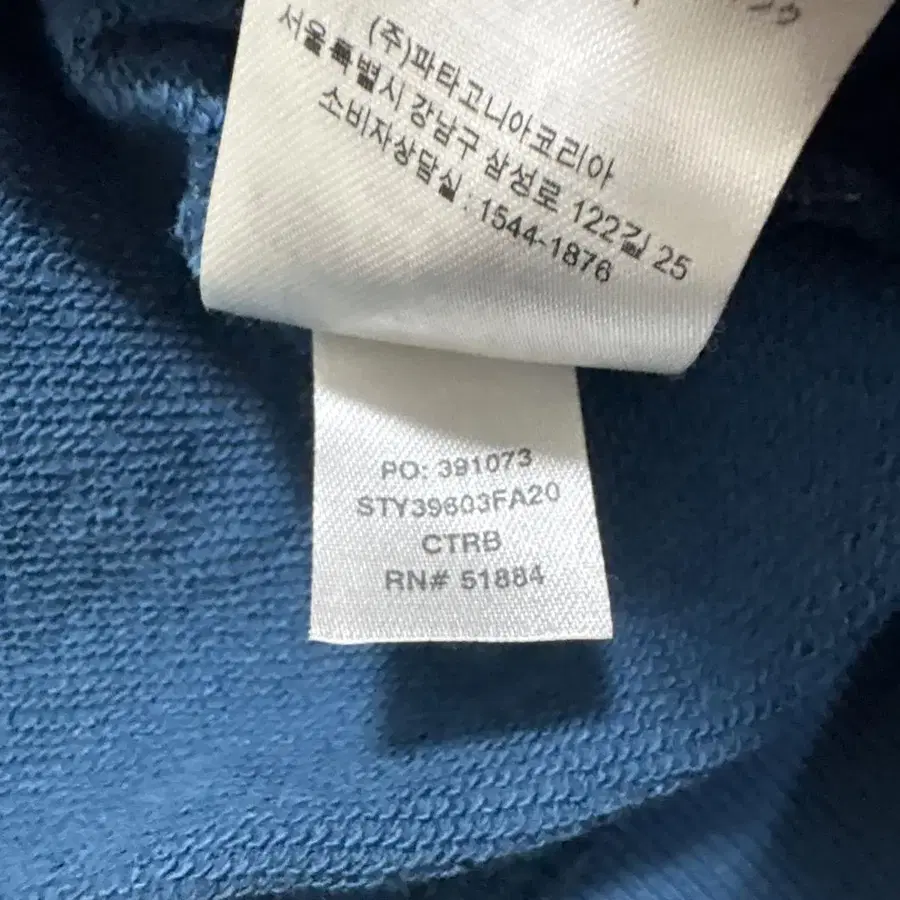 (주)파타고니아코리아
서울특별시 강남구 삼성로 122길 25
소비자상담실 : 1544-1876
PO: 391073
STY39603FA20
CTRB
RN# 51884